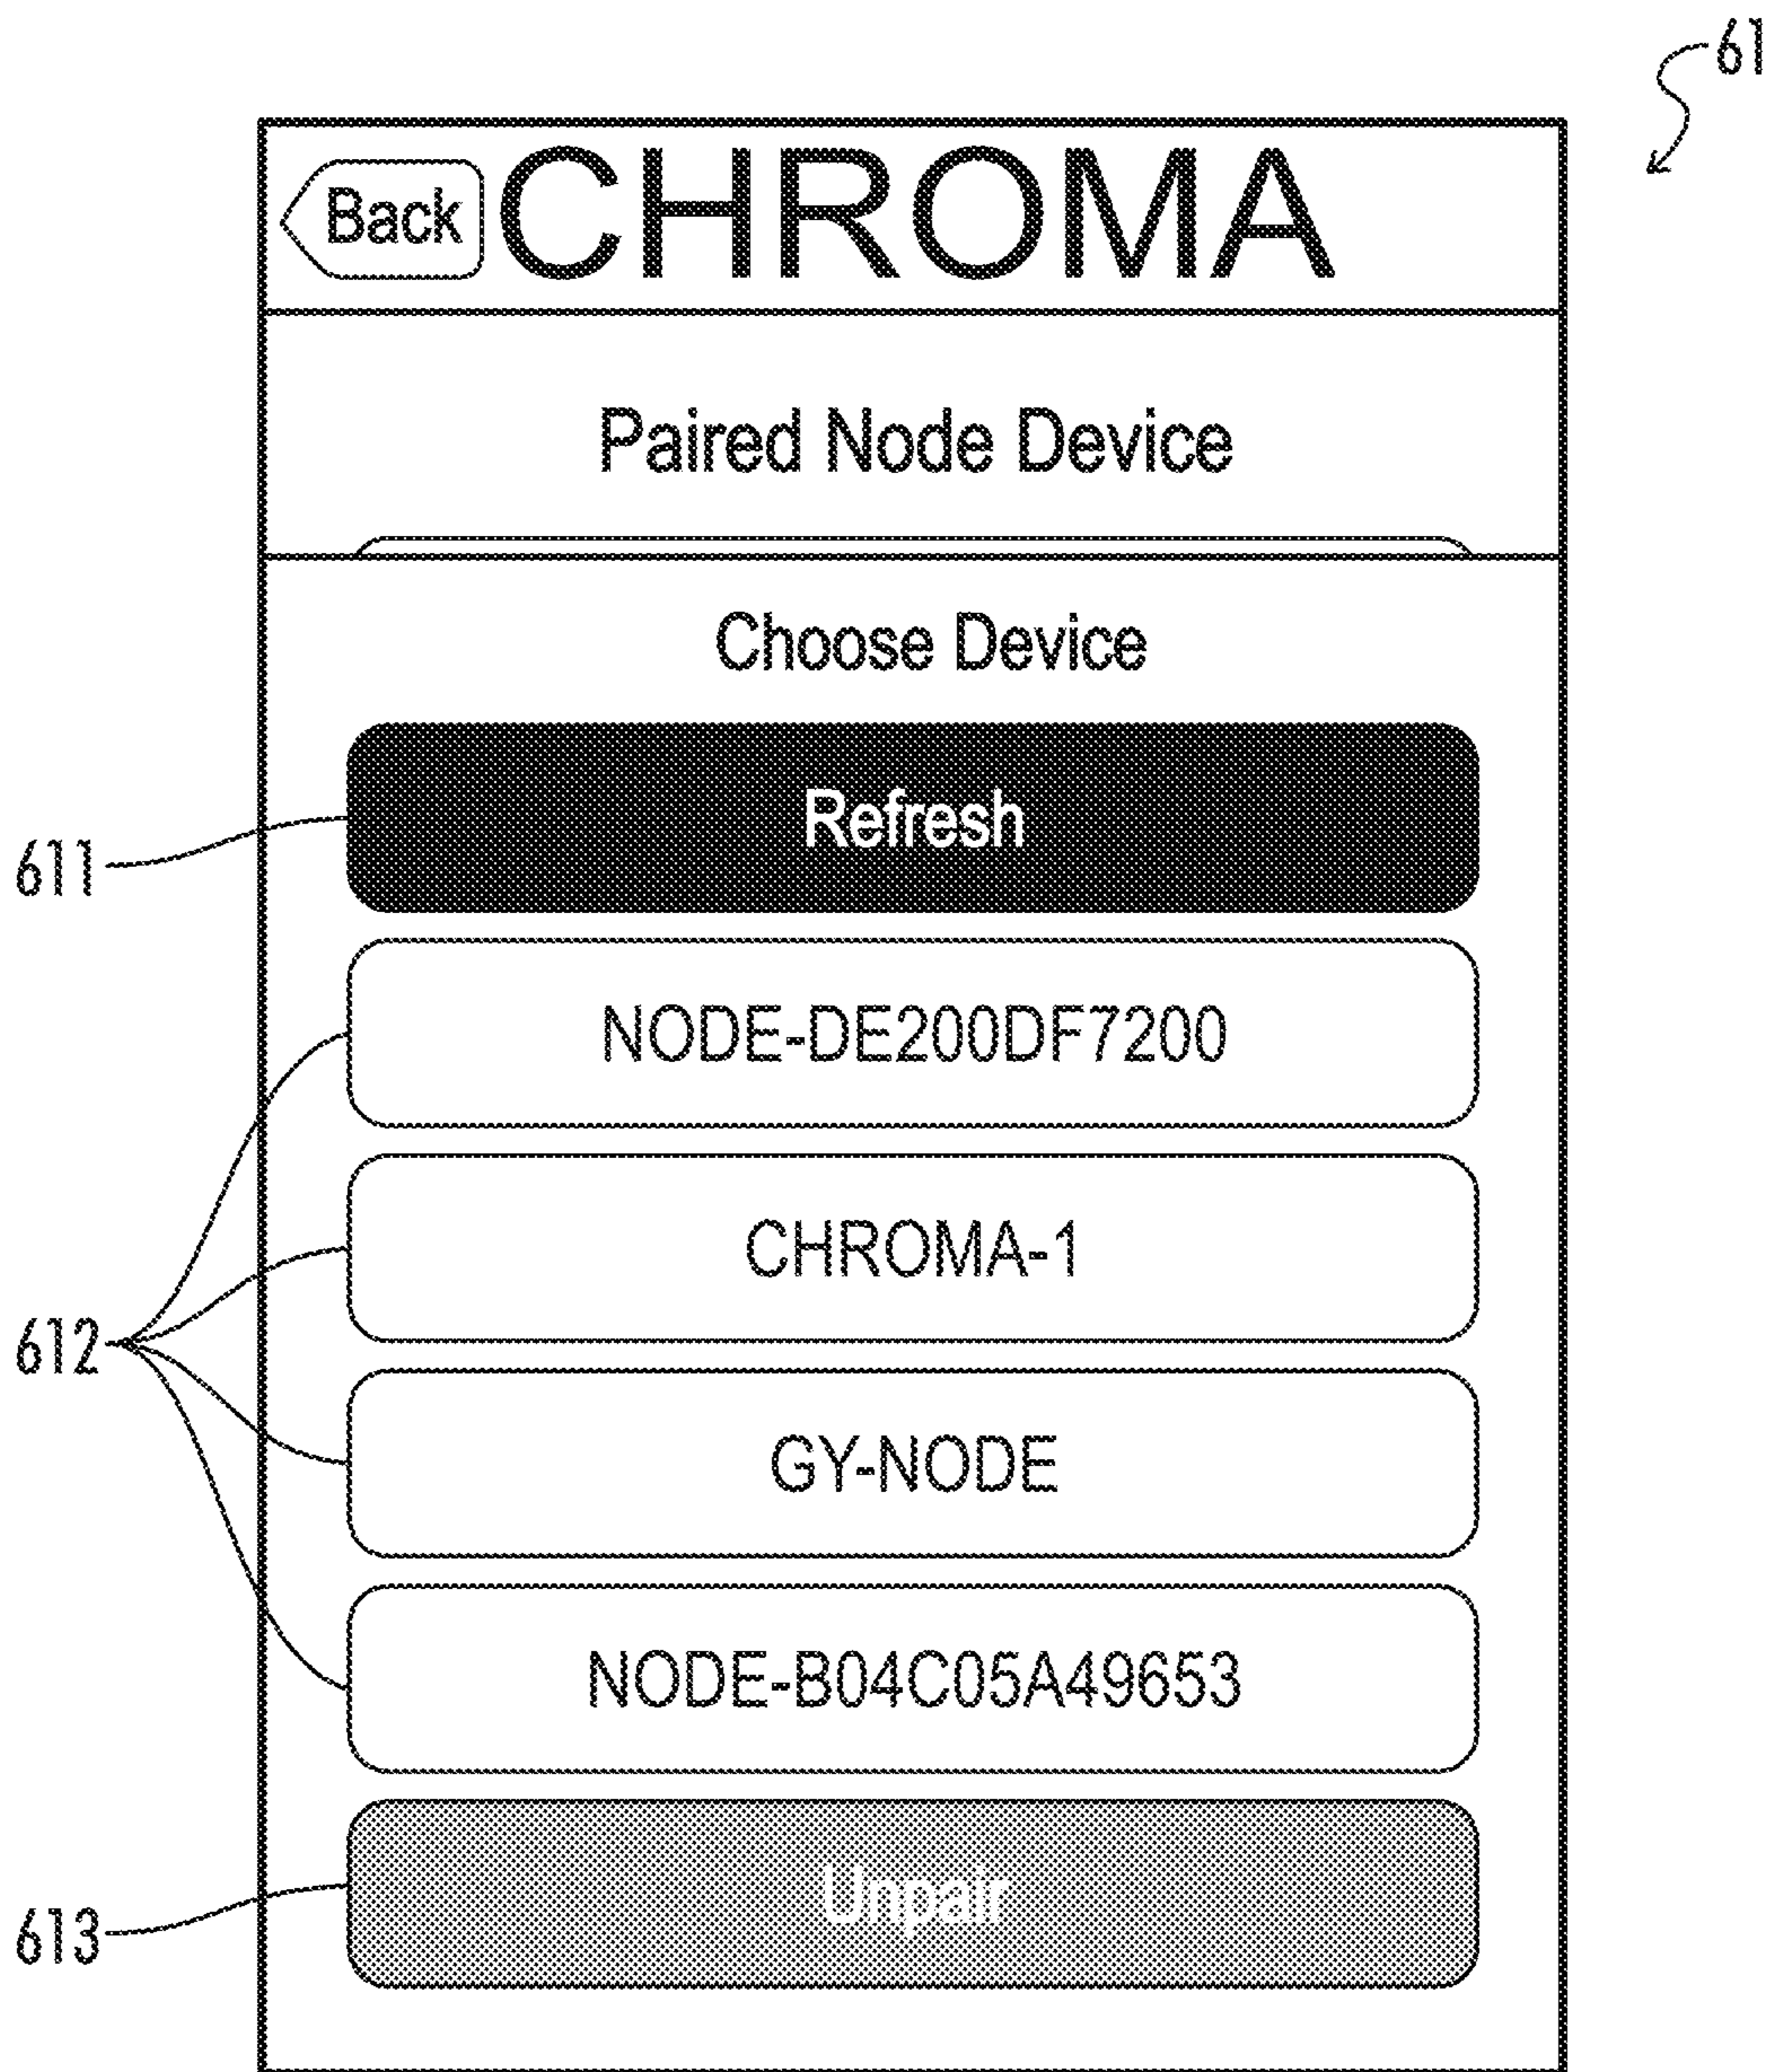 61
Back CHROMA
Paired Node Device
Choose Device
611 Refresh
NODE-DE200DF7200
CHROMA-1
612
GY-NODE
NODE-B04C05A49653
613 Unpair